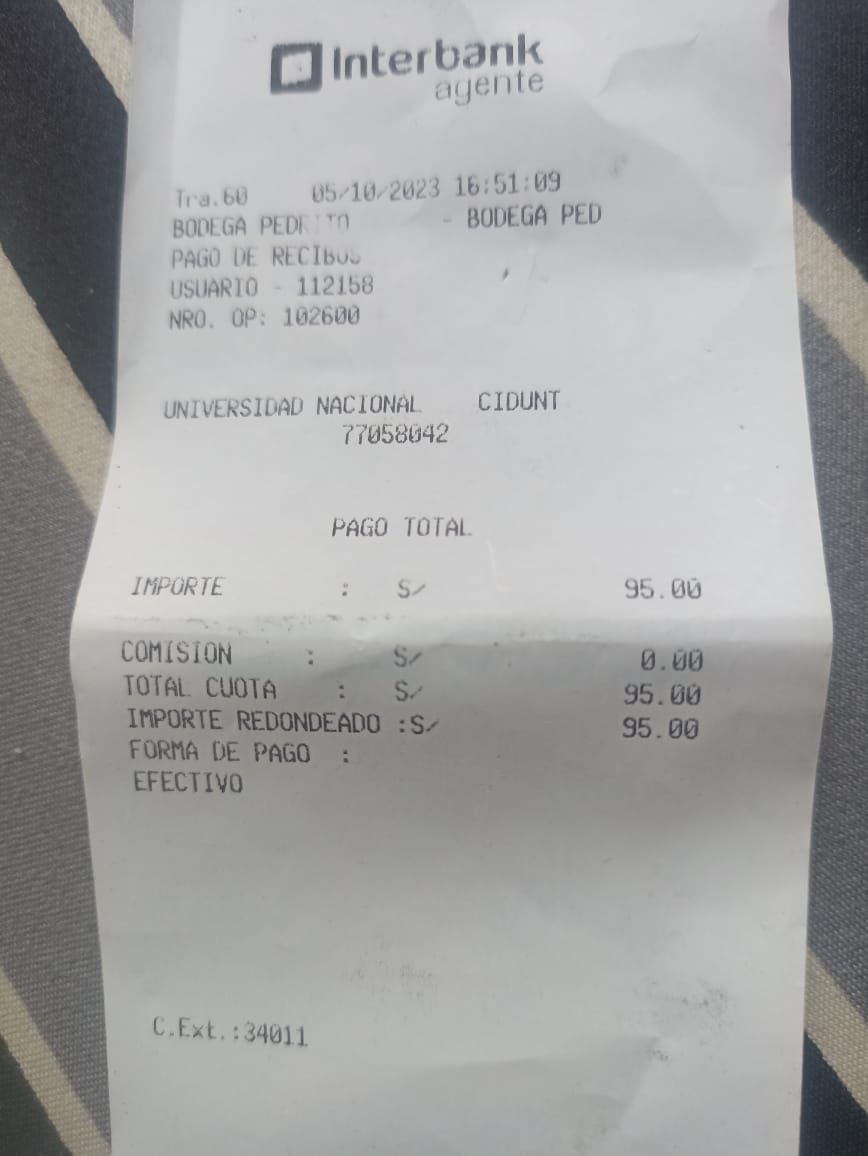 Interbank
agente
Tra.60 05/10/2023 16:51:09
BODEGA - BODEGA PED
PAGO DE RECIBOS
USUARIO - 112158
NRO. OP: 102600
UNIVERSIDAD NACIONAL CIDUNT
77058042
PAGO TOTAL
IMPORTE : S/ 95.00
COMISION : S/ 0.00
TOTAL CUOTA : S/ 95.00
IMPORTE REDONDEADO :S/ 95.00
FORMA DE PAGO :
EFECTIVO
C.Ext.:34011